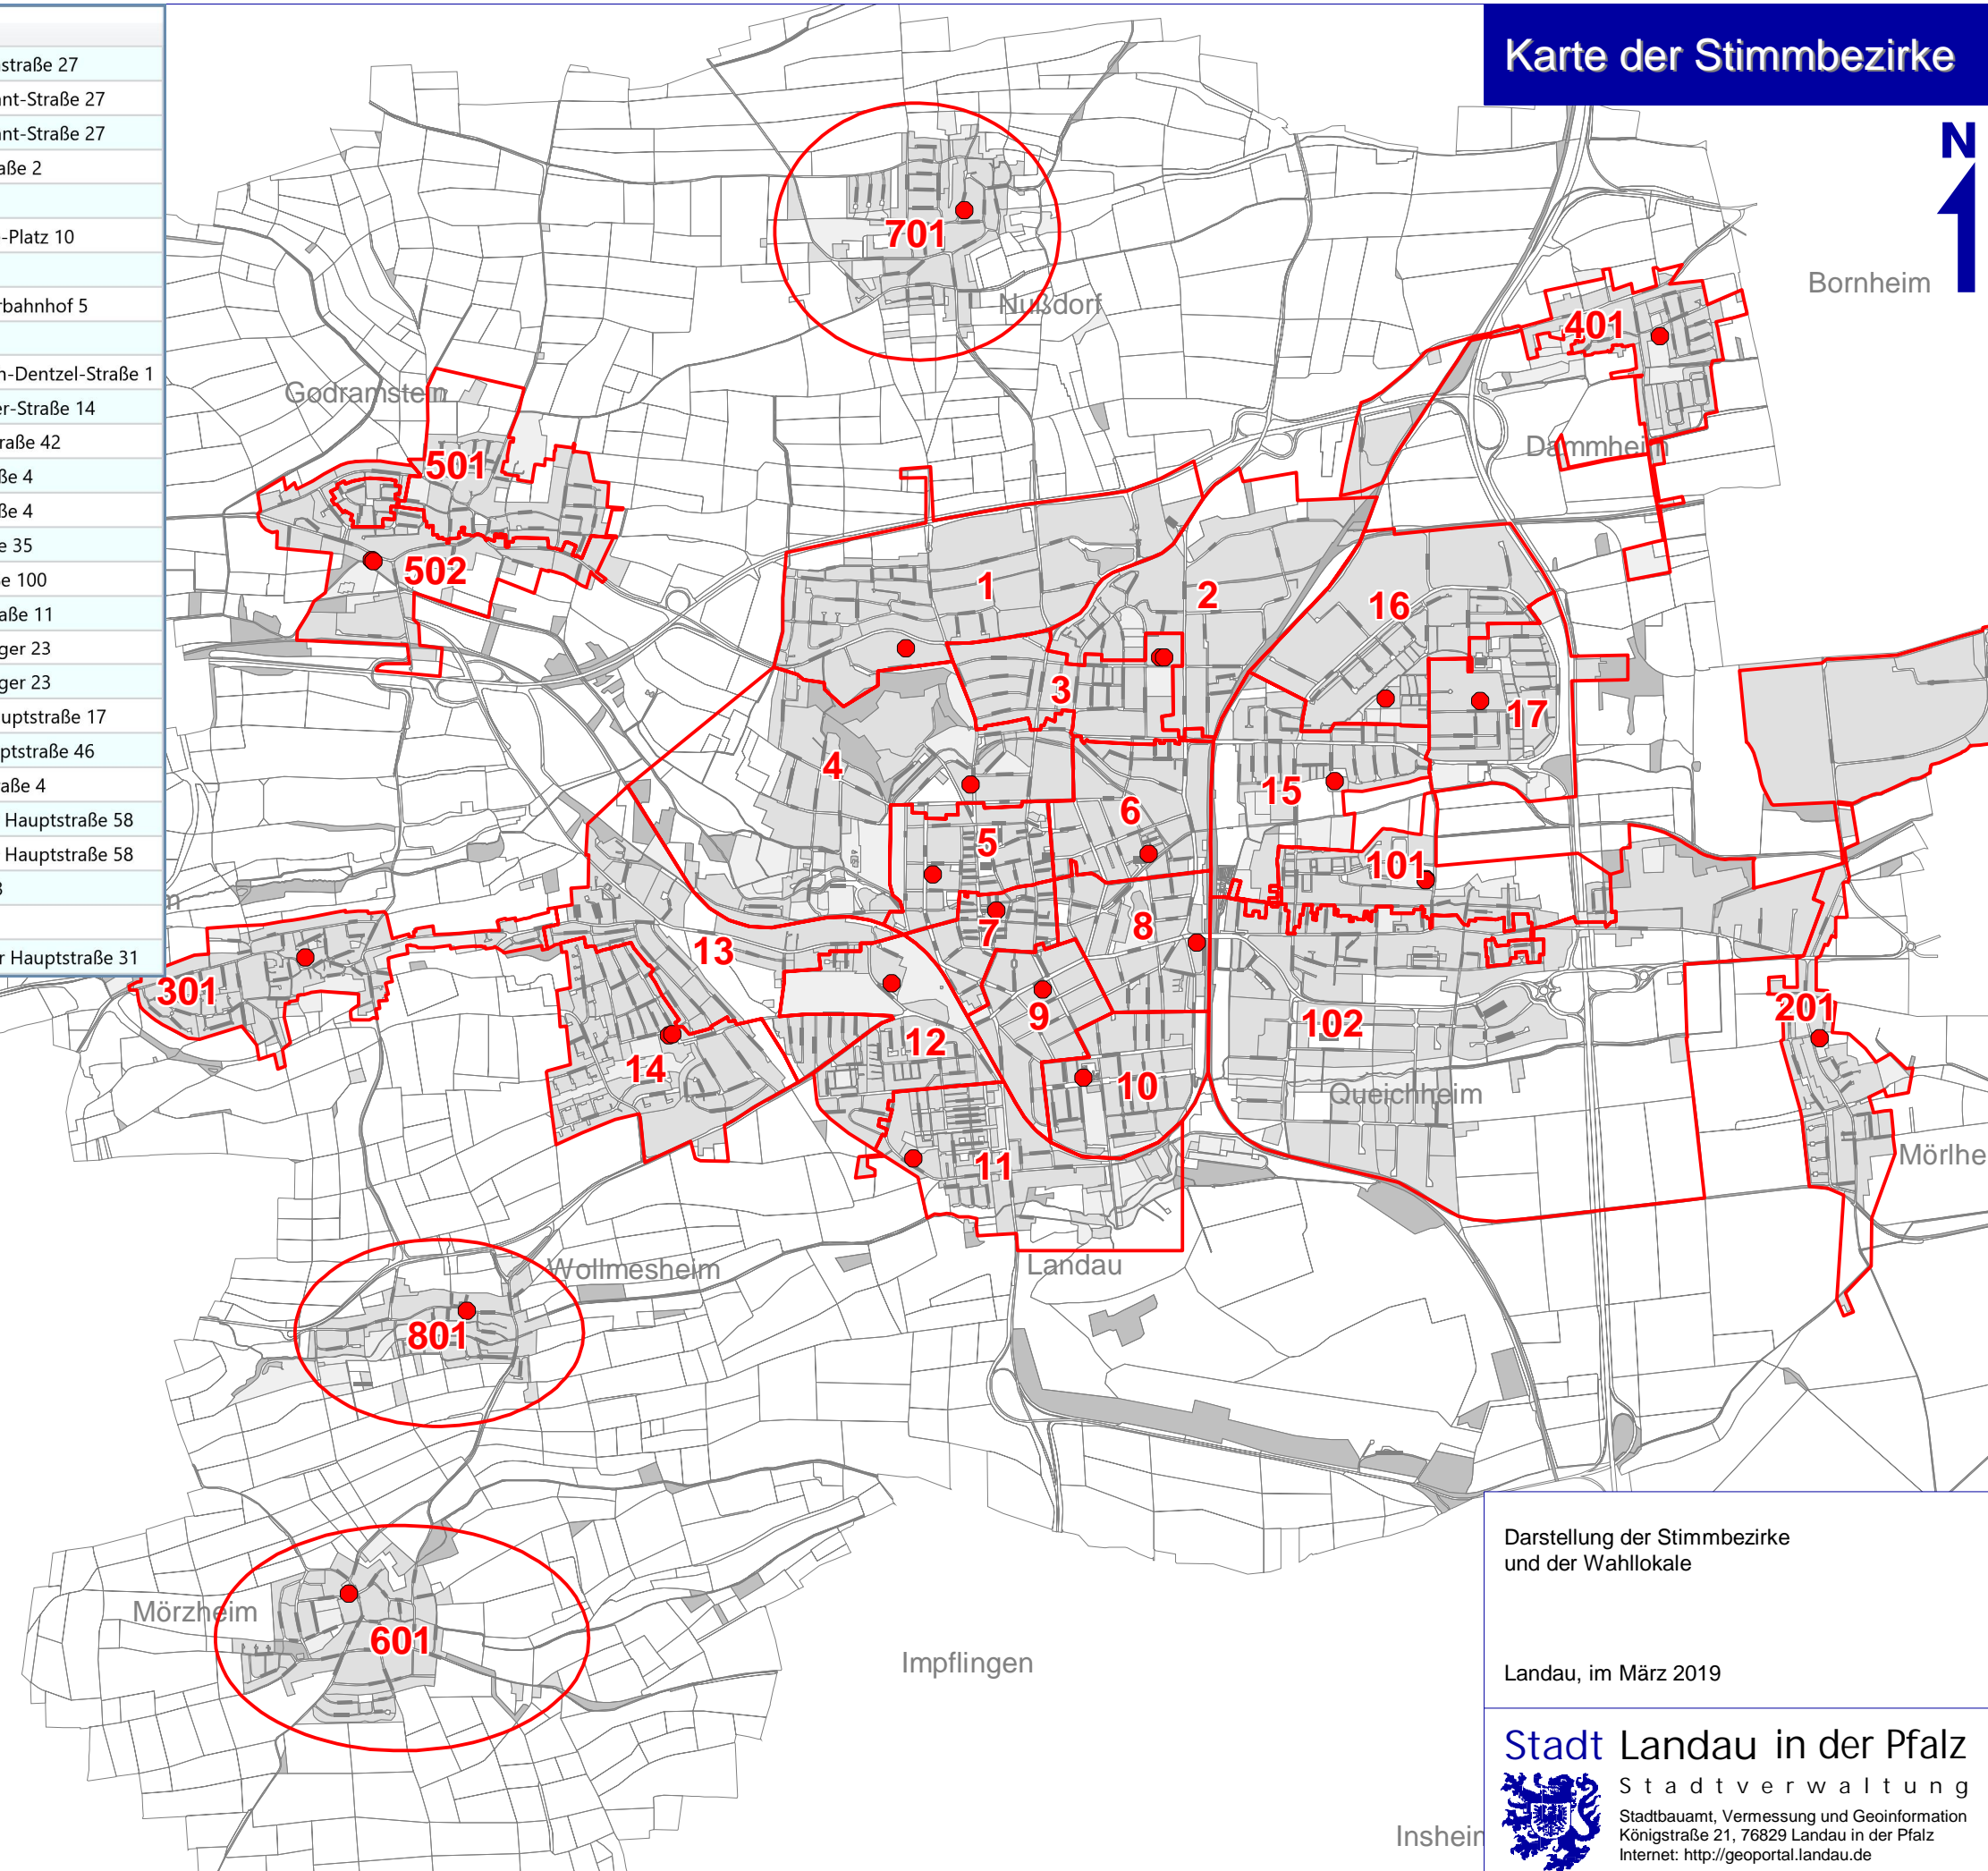 Karte der Stimmbezirke
N
straße 27
nt-Straße 27
nt-Straße 27
aße 2
-Platz 10
rbahnhof 5
n-Dentzel-Straße 1
er-Straße 14
traße 42
ße 4
ße 4
e 35
ße 100
aße 11
ger 23
ger 23
uptstraße 17
ptstraße 46
raße 4
Hauptstraße 58
Hauptstraße 58
3
r Hauptstraße 31
701
Nußdorf
Bornheim
401
Dammheim
Godramstein
501
502
1
2
3
16
17
4
15
5
6
101
7
8
13
301
9
102
201
12
14
10
Queichheim
11
Mörlhe
Wollmesheim
Landau
801
Mörzheim
601
Impflingen
Insheim
Darstellung der Stimmbezirke
und der Wahllokale
Landau, im März 2019
Stadt Landau in der Pfalz
Stadtverwaltung
Stadtbauamt, Vermessung und Geoinformation
Königstraße 21, 76829 Landau in der Pfalz
Internet: http://geoportal.landau.de